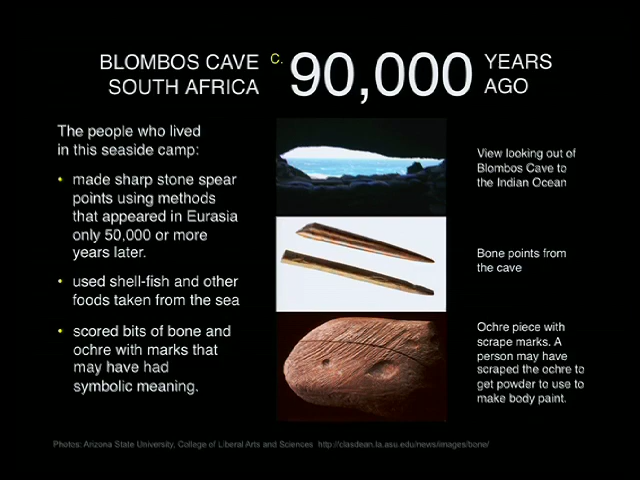 BLOMBOS CAVE
SOUTH AFRICA
C.
90,000
YEARS
AGO
The people who lived
in this seaside camp:
• made sharp stone spear
points using methods
that appeared in Eurasia
only 50,000 or more
years later.
• used shell-fish and other
foods taken from the sea
• scored bits of bone and
ochre with marks that
may have had
symbolic meaning.
View looking out of
Blombos Cave to
the Indian Ocean
Bone points from
the cave
Ochre piece with
scrape marks. A
person may have
scraped the ochre to
get powder to use to
make body paint.
Photos: Arizona State University, College of Liberal Arts and Sciences http://clasdean.la.asu.edu/news/images/bone/